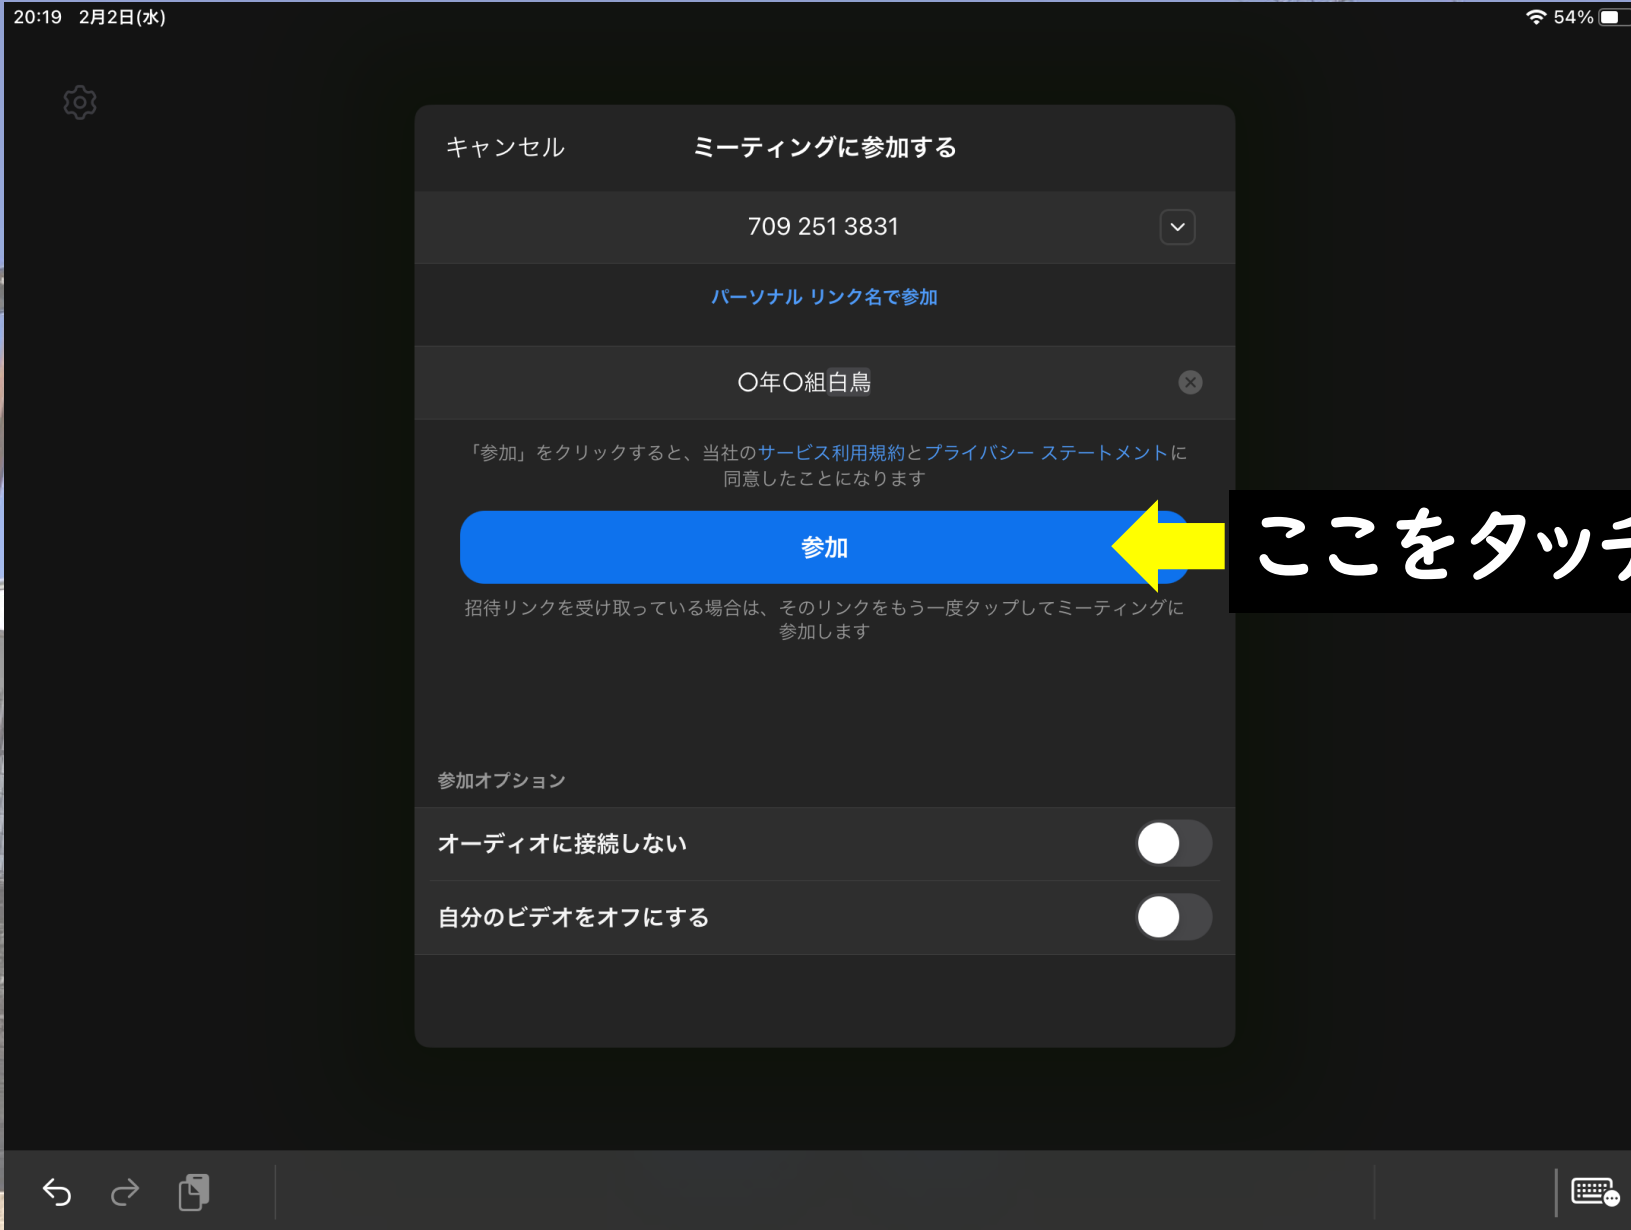 20:19 2月2日(水)
54%
キャンセル ミーティングに参加する
709 251 3831
パーソナル リンク名で参加
〇年〇組白鳥
「参加」をクリックすると、当社のサービス利用規約とプライバシー ステートメントに
同意したことになります
参加
ここをタッチ
招待リンクを受け取っている場合は、そのリンクをもう一度タップしてミーティングに
参加します
参加オプション
オーディオに接続しない
自分のビデオをオフにする